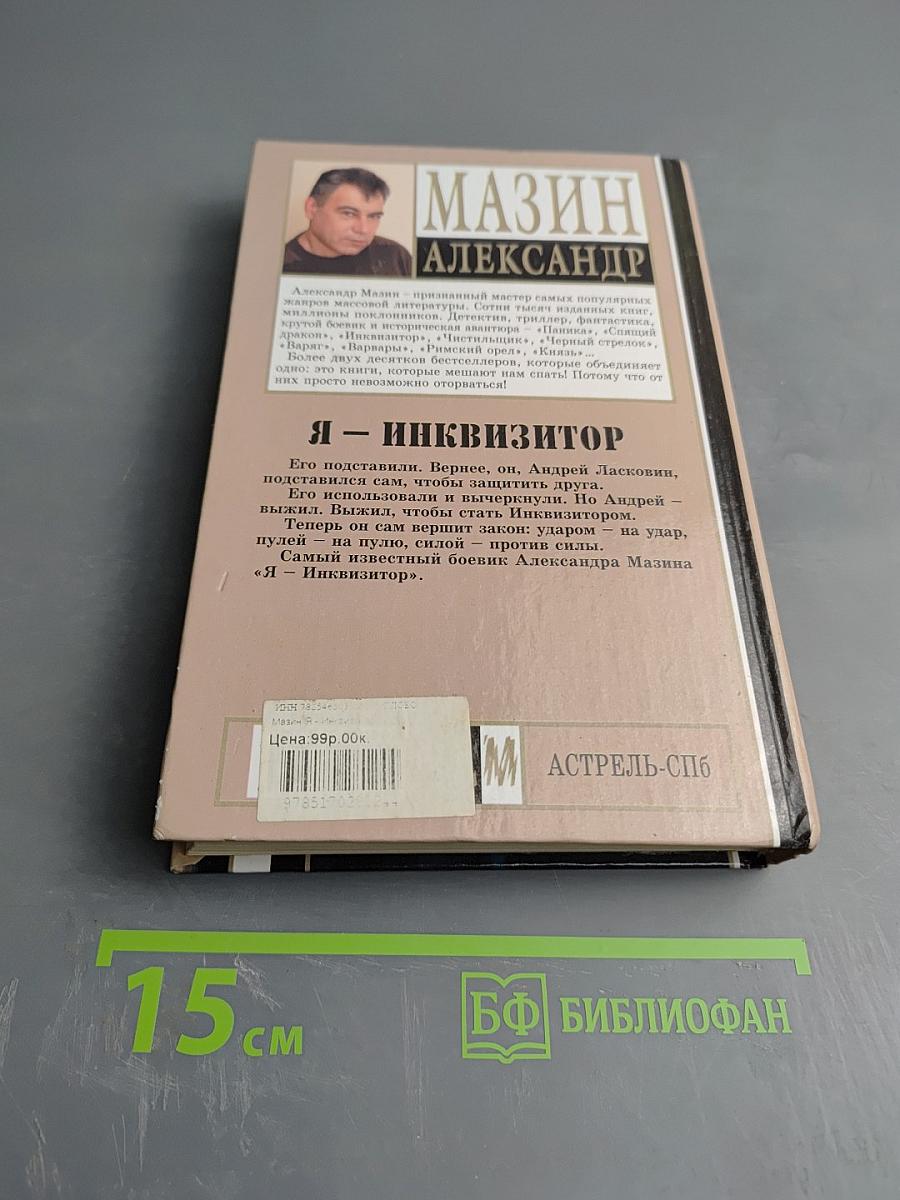 МАЗИН
АЛЕКСАНДР
Александр Мазин – признанный мастер самых популярных
жанров массовой литературы. Сотни тысяч изданных книг,
миллионы поклонников. Детектив, триллер, фантастика,
крутой боевик и историческая авантюра – «Паника», «Спящий
дракон», «Инквизитор», «Чистильщик», «Черный стрелок»,
«Варяг», «Варвары», «Римский орел», «Князь»...
Более двух десятков бестселлеров, которые объединяет
одно: это книги, которые мешают нам спать! Потому что от
них просто невозможно оторваться!
Я – ИНКВИЗИТОР
Его подставили. Вернее, он, Андрей Ласковин,
подставился сам, чтобы защитить друга.
Его использовали и вычеркнули. Но Андрей –
выжил. Выжил, чтобы стать Инквизитором.
Теперь он сам вершит закон: ударом – на удар,
пулей – на пулю, силой – против силы.
Самый известный боевик Александра Мазина
«Я – Инквизитор».
ИНН
Мазин Я - 
Цена:99р.00к.
М
АСТРЕЛЬ-СПб
15 см
БФ БИБЛИОФАН